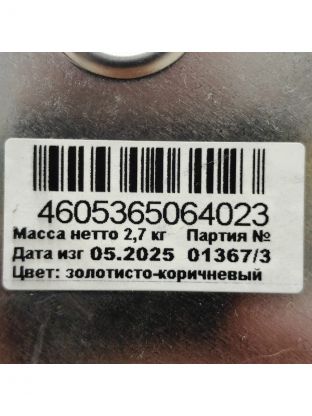 4605365064023
Масса нетто 2,7 кг Партия №
Дата изг 05.2025 01367/3
Цвет: золотисто-коричневый